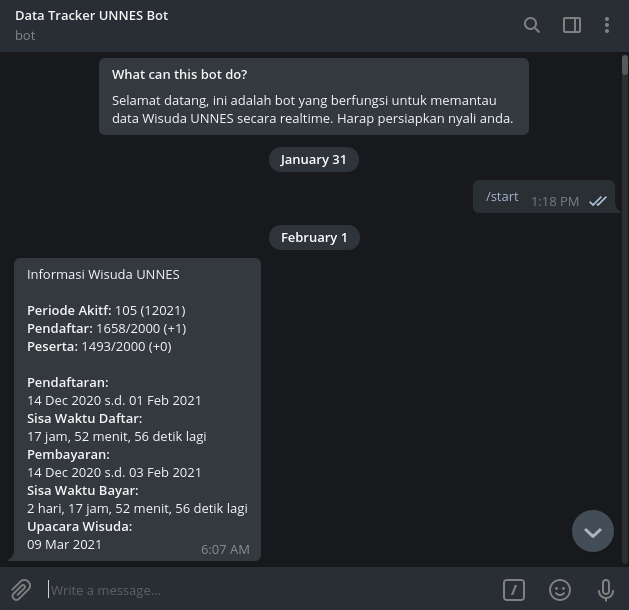 Data Tracker UNNES Bot
bot
What can this bot do?
Selamat datang, ini adalah bot yang berfungsi untuk memantau
data Wisuda UNNES secara realtime. Harap persiapkan nyali anda.
January 31
/start 1:18 PM
February 1
Informasi Wisuda UNNES
Periode Akitf: 105 (12021)
Pendaftar: 1658/2000 (+1)
Peserta: 1493/2000 (+0)
Pendaftaran:
14 Dec 2020 s.d. 01 Feb 2021
Sisa Waktu Daftar:
17 jam, 52 menit, 56 detik lagi
Pembayaran:
14 Dec 2020 s.d. 03 Feb 2021
Sisa Waktu Bayar:
2 hari, 17 jam, 52 menit, 56 detik lagi
Upacara Wisuda:
09 Mar 2021 6:07 AM
Write a message...